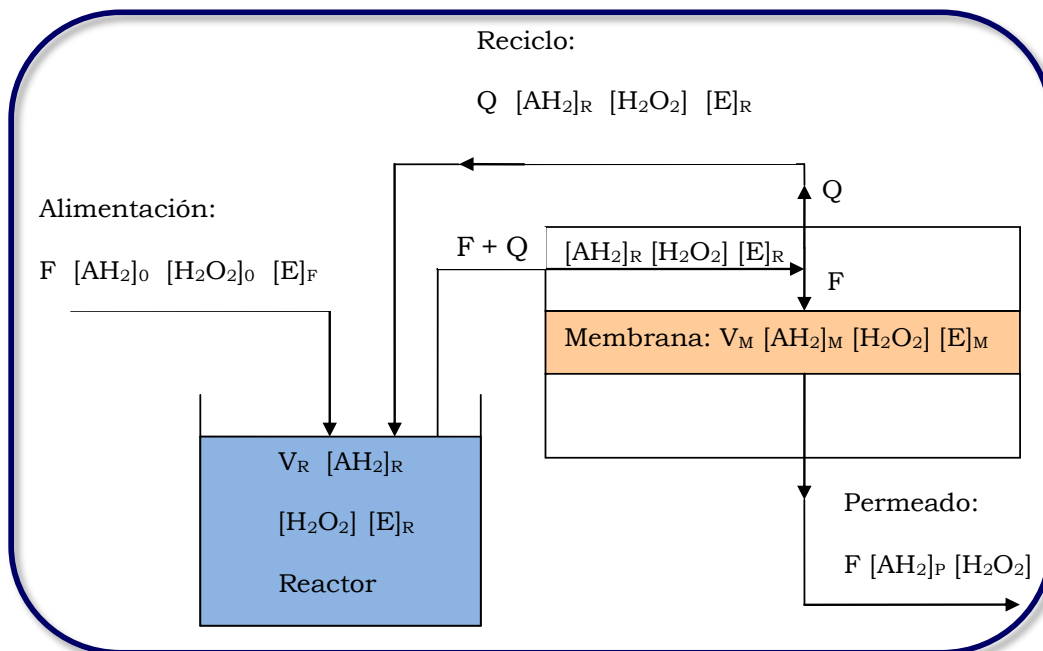 Reciclo:
Q [AH₂]R [H₂O₂] [E]R
Q
Alimentación:
F + Q
[AH₂]R [H₂O₂] [E]R
F [AH₂]₀ [H₂O₂]₀ [E]F
F
Membrana: VM [AH₂]M [H₂O₂] [E]M
VR [AH₂]R
[H₂O₂] [E]R
Reactor
Permeado:
F [AH₂]P [H₂O₂]